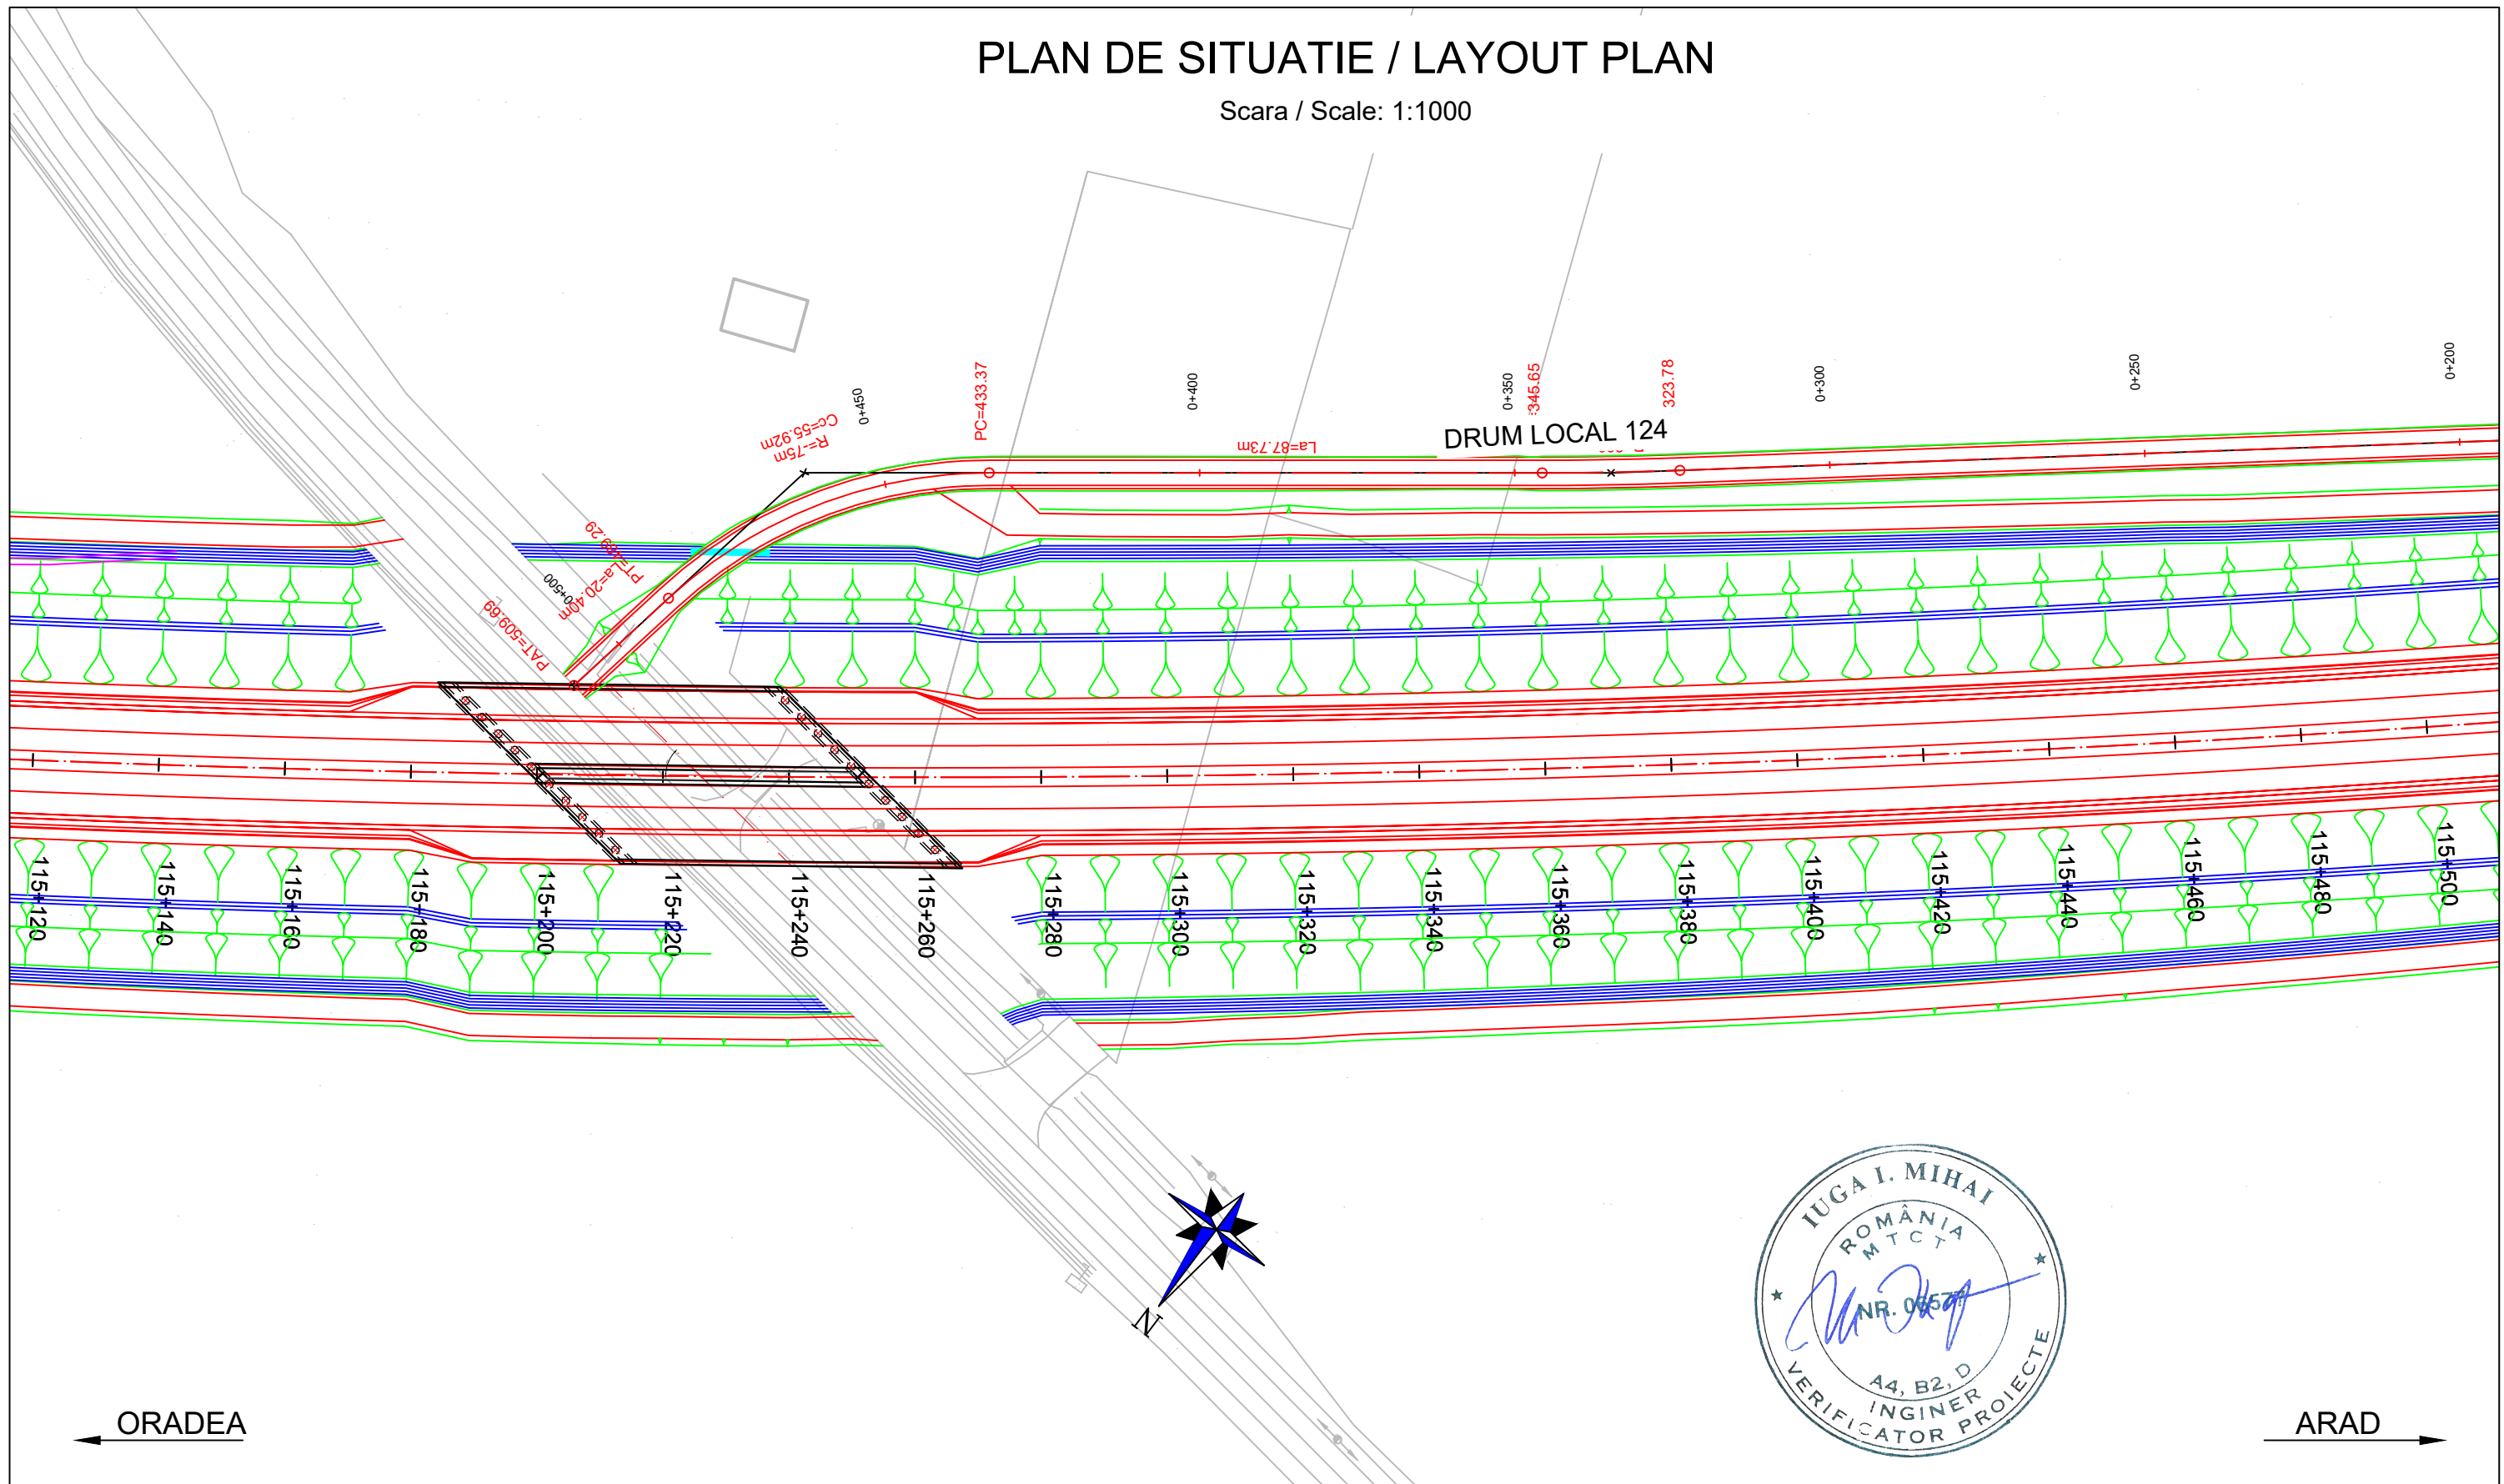 PLAN DE SITUATIE / LAYOUT PLAN
Scara / Scale: 1:1000
0+450
PC=433.37
0+400
0+350
345.65
323.78
0+300
0+250
0+200
R=-75m
Cc=55.92m
La=87.73m
DRUM LOCAL 124
PT=489.29
La=20.40m
0+500
PAT=509.69
115+120
115+140
115+160
115+180
115+200
115+220
115+240
115+260
115+280
115+300
115+320
115+340
115+360
115+380
115+400
115+420
115+440
115+460
115+480
115+500
N
IUGA I. MIHAI
ROMÂNIA
MTCT
NR. 06577
A4, B2, D
INGINER
VERIFICATOR PROIECTE
ORADEA
ARAD